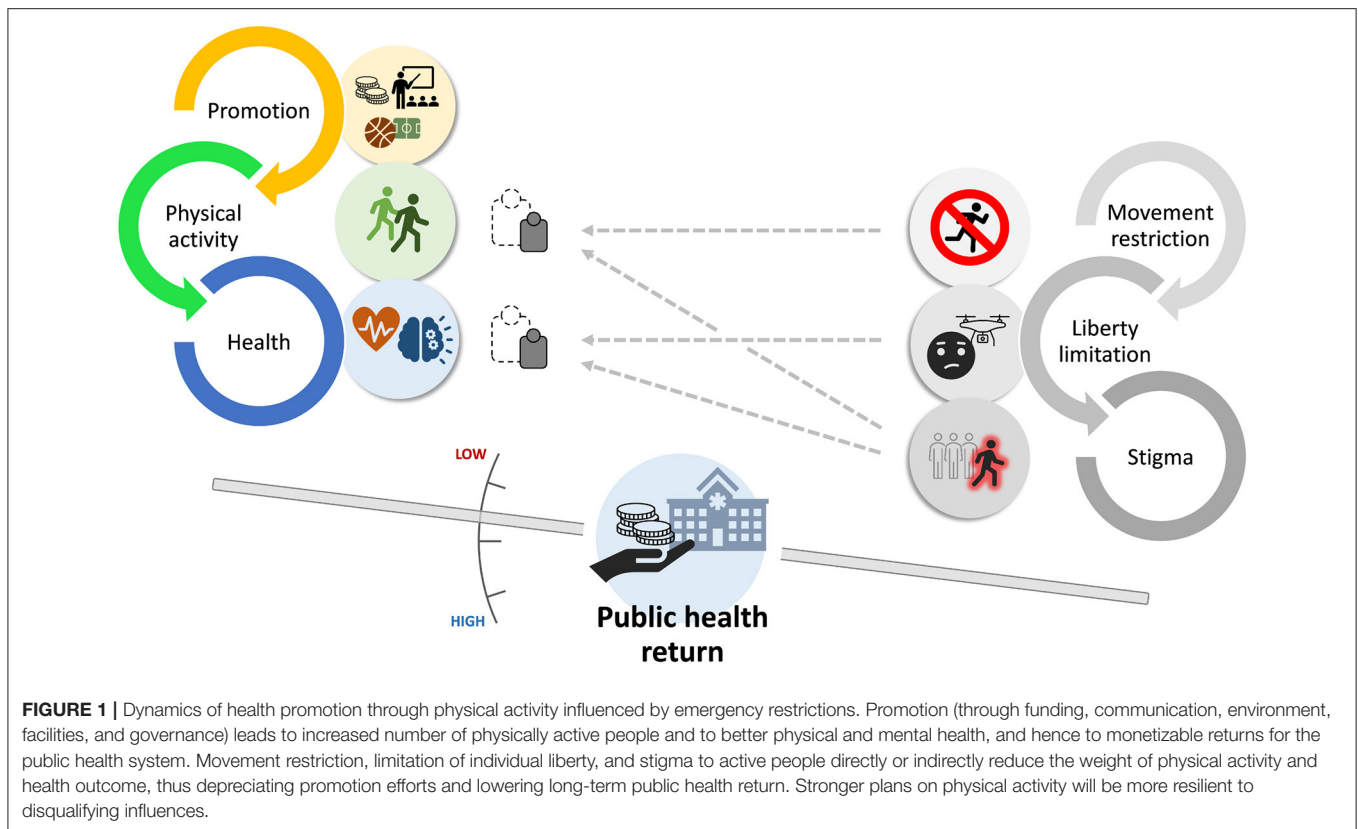 Promotion
Physical
activity
Health
Movement
restriction
Liberty
limitation
Stigma
LOW
HIGH
Public health
return
FIGURE 1 | Dynamics of health promotion through physical activity influenced by emergency restrictions. Promotion (through funding, communication, environment,
facilities, and governance) leads to increased number of physically active people and to better physical and mental health, and hence to monetizable returns for the
public health system. Movement restriction, limitation of individual liberty, and stigma to active people directly or indirectly reduce the weight of physical activity and
health outcome, thus depreciating promotion efforts and lowering long-term public health return. Stronger plans on physical activity will be more resilient to
disqualifying influences.